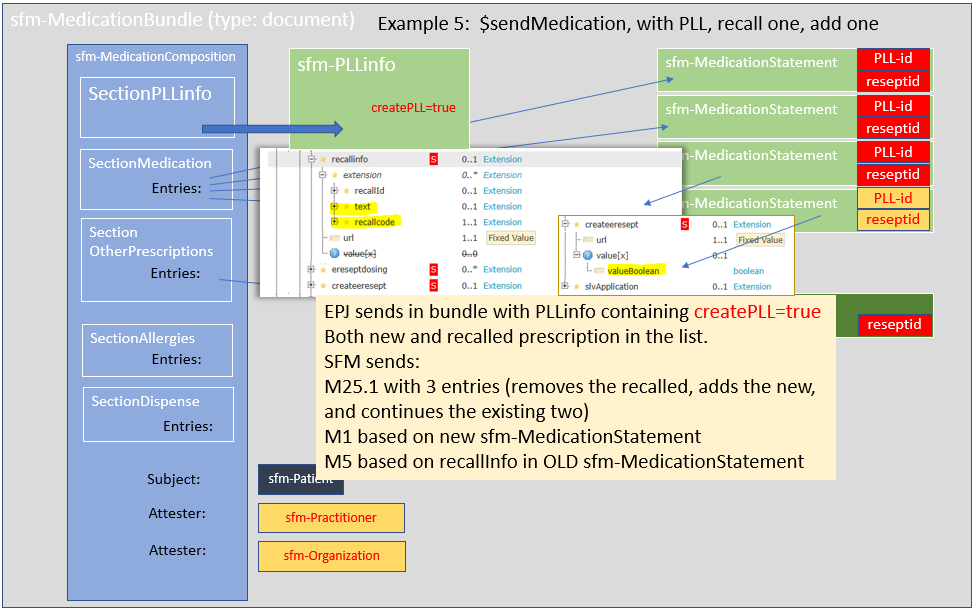 sfm-MedicationBundle (type: document)
Example 5: $sendMedication, with PLL, recall one, add one
sfm-MedicationComposition
SectionPLLinfo
SectionMedication
Entries:
Section
OtherPrescriptions
Entries:
SectionAllergies
Entries:
SectionDispense
Entries:
Subject:
Attester:
Attester:
sfm-PLLinfo
createPLL=true
sfm-MedicationStatement
PLL-id
reseptid
sfm-MedicationStatement
PLL-id
reseptid
-MedicationStatement
PLL-id
reseptid
-MedicationStatement
PLL-id
reseptid
reseptid
recallinfo S 0..1 Extension
extension 0..* Extension
recallId 0..1 Extension
text 0..1 Extension
recallcode 1..1 Extension
url 1..1 Fixed Value
value[x] 0..0
ereseptdosing S 0..* Extension
createeresept S 0..1 Extension
createeresept S 0..1 Extension
url 1..1 Fixed Value
value[x] 0..1
valueBoolean boolean
slvApplication 0..1 Extension
EPJ sends in bundle with PLLinfo containing createPLL=true
Both new and recalled prescription in the list.
SFM sends:
M25.1 with 3 entries (removes the recalled, adds the new,
and continues the existing two)
M1 based on new sfm-MedicationStatement
M5 based on recallInfo in OLD sfm-MedicationStatement
sfm-Patient
sfm-Practitioner
sfm-Organization